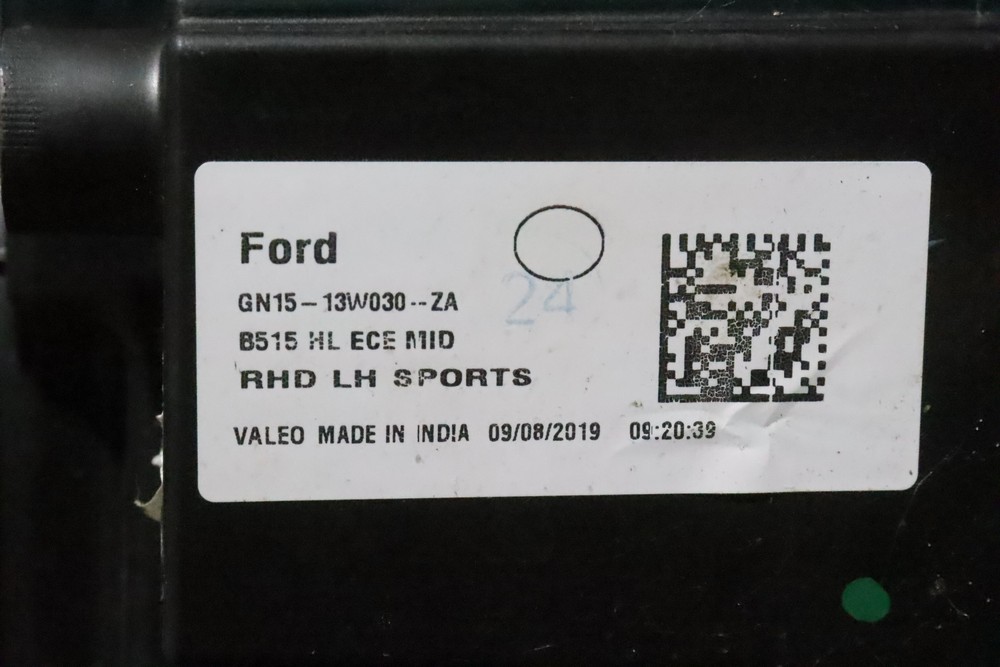 Ford
24
GN15-13W030--ZA
B515 HL ECE MID
RHD LH SPORTS
VALEO MADE IN INDIA 09/08/2019 09:20:39